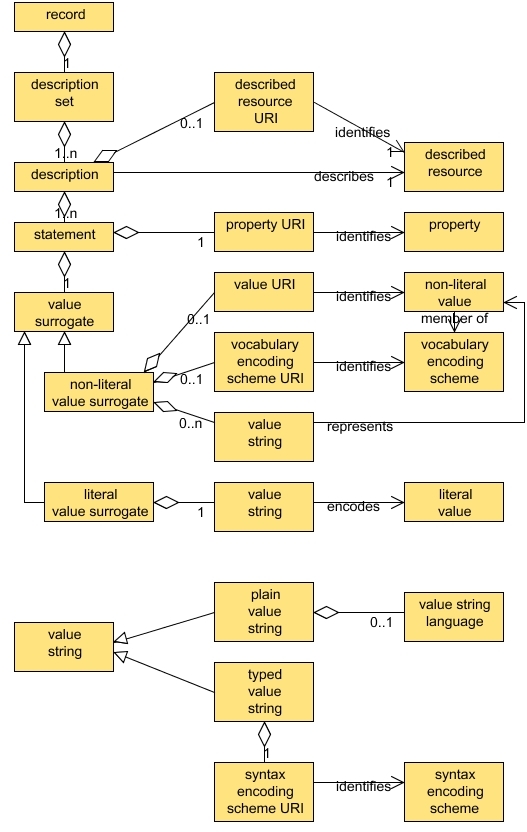 record
1
description
set
1..n
described
resource
URI
0..1
identifies
1
described
resource
description
describes
1
1..n
statement
1
property URI
identifies
property
1
value
surrogate
value URI
identifies
non-literal
value
0..1
member of
vocabulary
encoding
scheme URI
identifies
vocabulary
encoding
scheme
0..1
non-literal
value surrogate
0..n
value
string
represents
literal
value surrogate
1
value
string
encodes
literal
value
value
string
plain
value
string
0..1
value string
language
typed
value
string
1
syntax
encoding
scheme URI
identifies
syntax
encoding
scheme